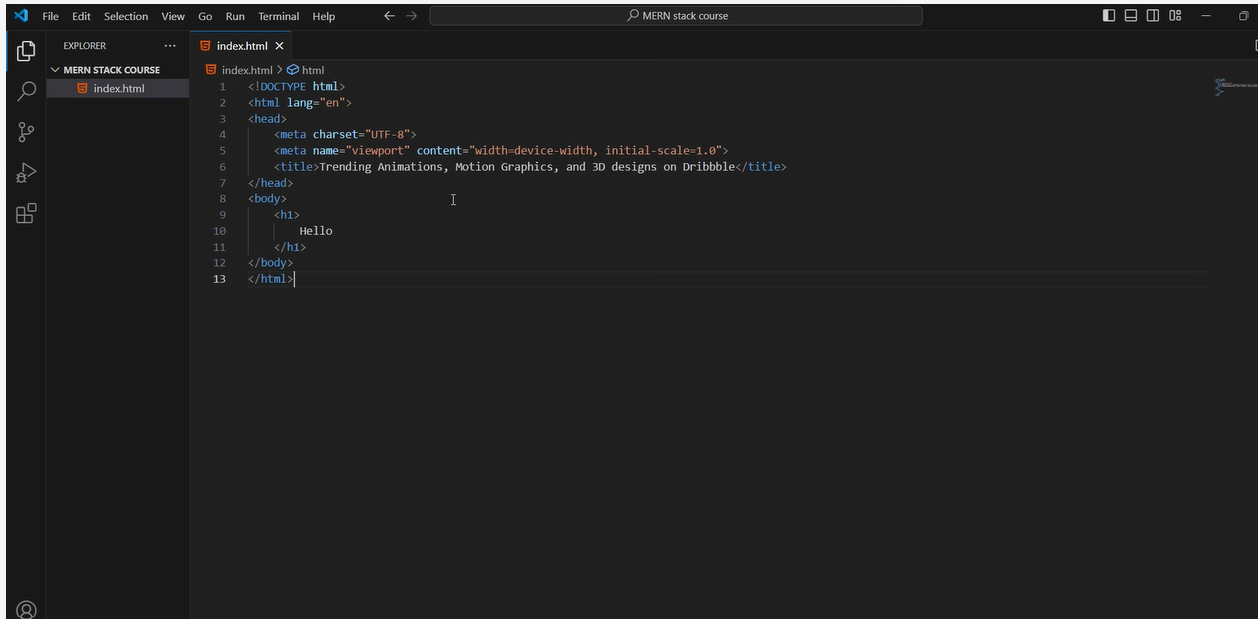 File Edit Selection View Go Run Terminal Help MERN stack course
EXPLORER ...
MERN STACK COURSE
index.html
index.html
index.html > html
1 <!DOCTYPE html>
2 <html lang="en">
3 <head>
4 <meta charset="UTF-8">
5 <meta name="viewport" content="width=device-width, initial-scale=1.0">
6 <title>Trending Animations, Motion Graphics, and 3D designs on Dribbble</title>
7 </head>
8 <body>
9 <h1>
10 Hello
11 </h1>
12 </body>
13 </html>